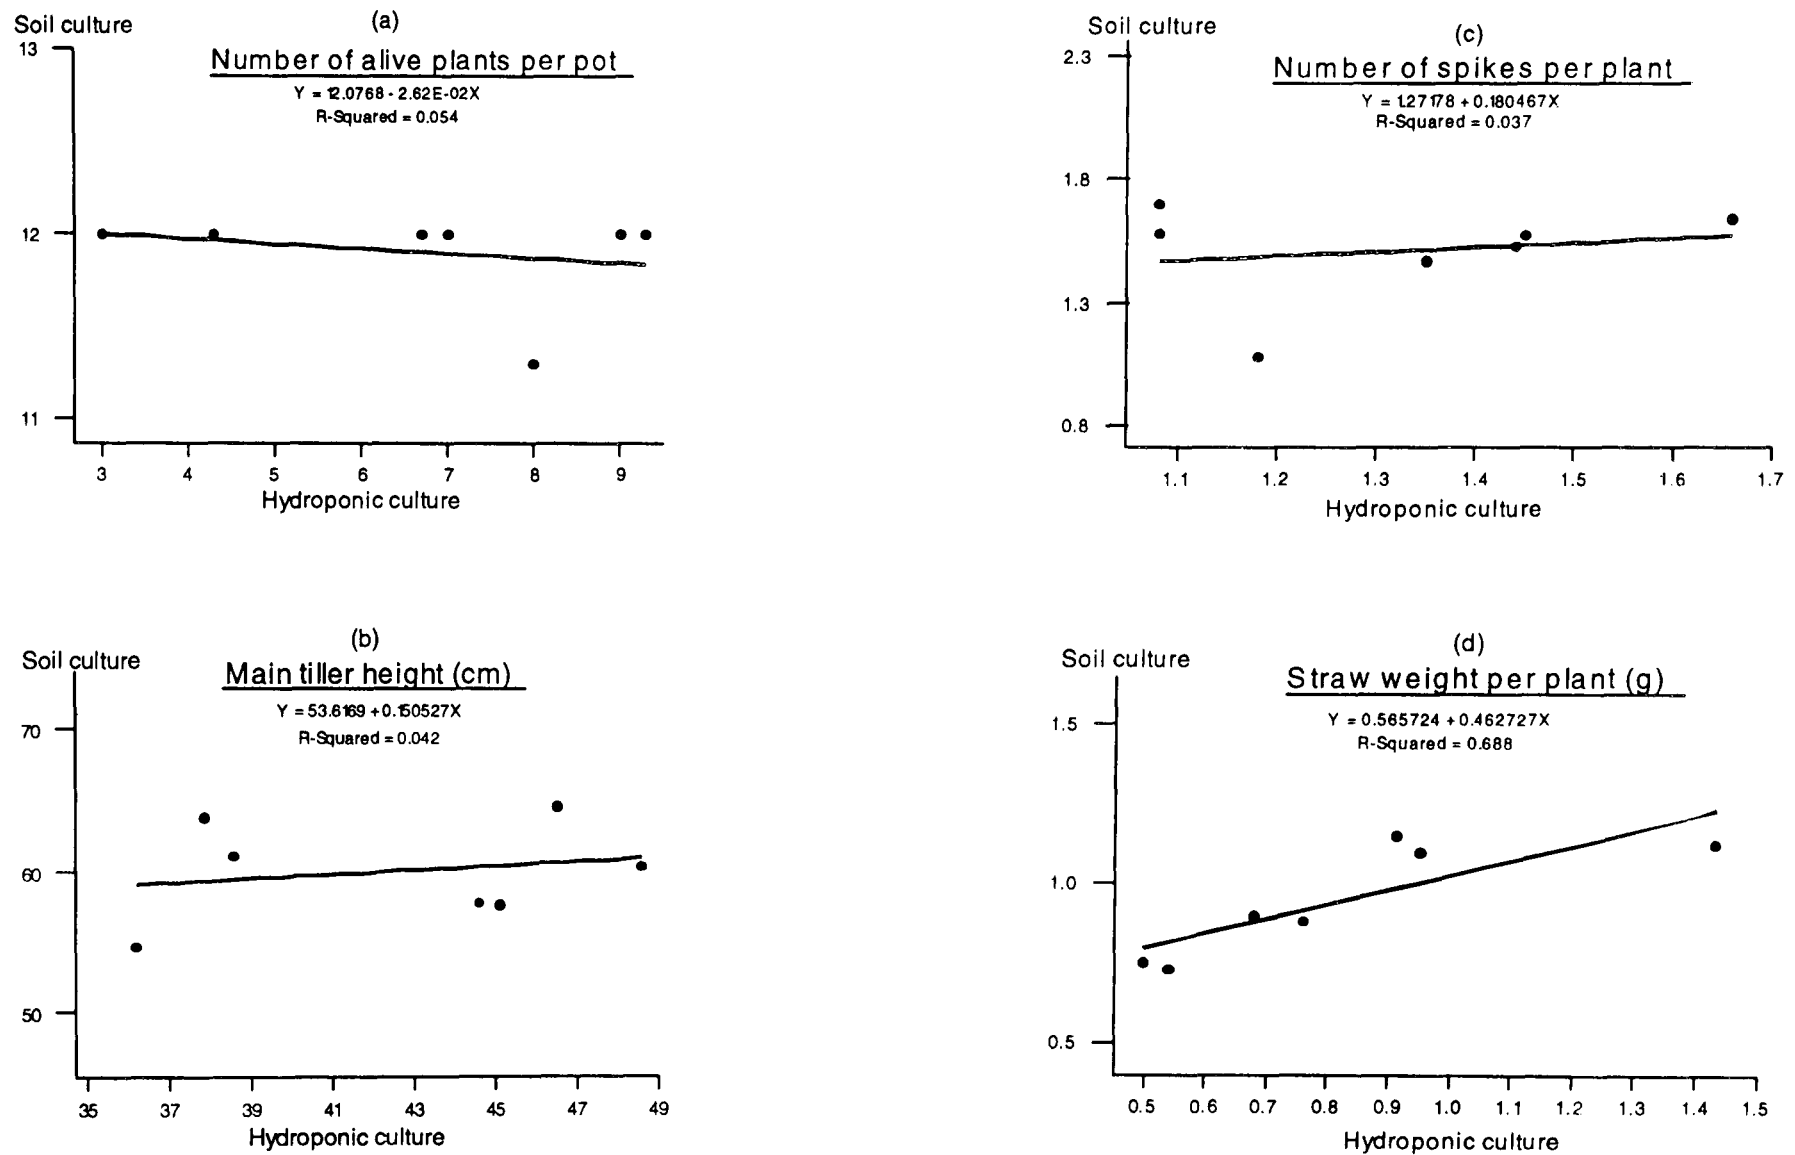 (a)
Soil culture
Number of alive plants per pot
Y = 12.0768 - 2.62E-02X
R-Squared = 0.054
13
12
11
3 4 5 6 7 8 9
Hydroponic culture
(c)
Soil culture
Number of spikes per plant
Y = 1.27178 + 0.180467X
R-Squared = 0.037
2.3
1.8
1.3
0.8
1.1 1.2 1.3 1.4 1.5 1.6 1.7
Hydroponic culture
(b)
Soil culture
Main tiller height (cm)
Y = 53.6169 + 0.150527X
R-Squared = 0.042
70
60
50
35 37 39 41 43 45 47 49
Hydroponic culture
(d)
Soil culture
Straw weight per plant (g)
Y = 0.565724 + 0.462727X
R-Squared = 0.688
1.5
1.0
0.5
0.5 0.6 0.7 0.8 0.9 1.0 1.1 1.2 1.3 1.4 1.5
Hydroponic culture